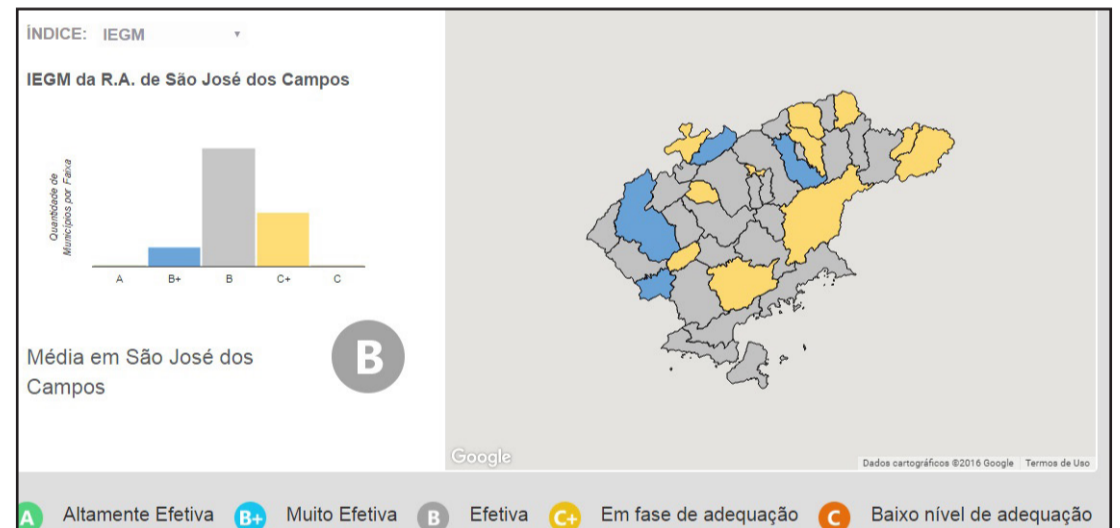 ÍNDICE: IEGM
IEGM da R.A. de São José dos Campos
Quantidade de
Municípios por Faixa
A B+ B C+ C
Média em São José dos
Campos
B
Google
Dados cartográficos ©2016 Google Termos de Uso
A Altamente Efetiva B+ Muito Efetiva B Efetiva C+ Em fase de adequação C Baixo nível de adequação